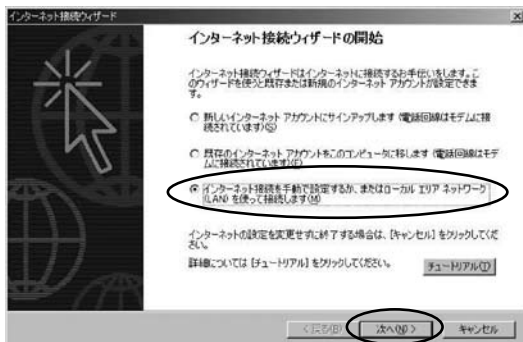 インターネット接続ウィザード
インターネット接続ウィザードの開始
インターネット接続ウィザードはインターネットに接続するお手伝いをします。こ
のウィザードを使うと既存または新規のインターネット アカウントが設定できま
す。
新しいインターネット アカウントにサインアップします (電話回線はモデムに接
続されています)(S)
既存のインターネット アカウントをこのコンピュータに移します (電話回線はモデ
ムに接続されています)(E)
インターネット接続を手動で設定するか、またはローカル エリア ネットワーク
(LAN) を使って接続します(M)
インターネットの設定を変更せずに終了する場合は、[キャンセル] をクリックしてくだ
さい。
詳細については [チュートリアル] をクリックしてください。
チュートリアル(T)
< 戻る(B)
次へ(N) >
キャンセル